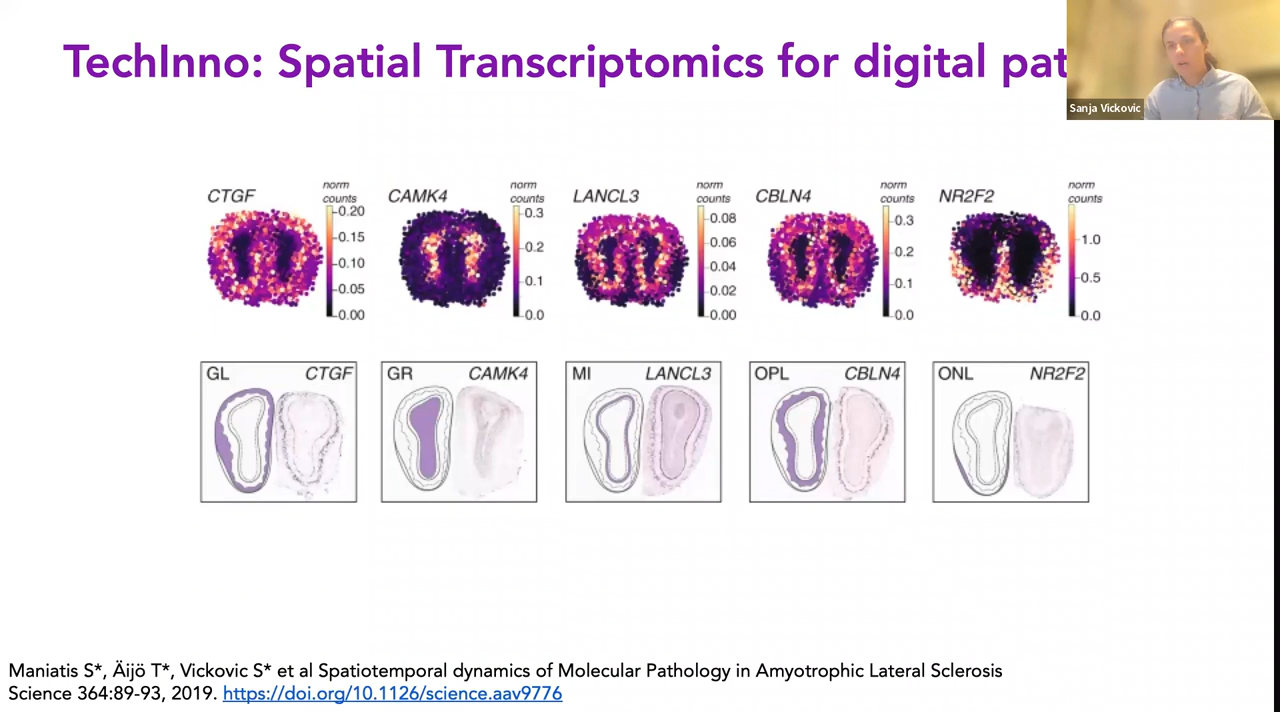 TechInno: Spatial Transcriptomics for digital pat
Sanja Vickovic
CTGF norm counts 0.20 0.15 0.10 0.05 0.00
CAMK4 norm counts 0.3 0.2 0.1 0.0
LANCL3 norm counts 0.08 0.06 0.04 0.02 0.00
CBLN4 norm counts 0.3 0.2 0.1 0.0
NR2F2 norm counts 1.0 0.5 0.0
GL CTGF
GR CAMK4
MI LANCL3
OPL CBLN4
ONL NR2F2
Maniatis S*, Äijö T*, Vickovic S* et al Spatiotemporal dynamics of Molecular Pathology in Amyotrophic Lateral Sclerosis
Science 364:89-93, 2019. https://doi.org/10.1126/science.aav9776